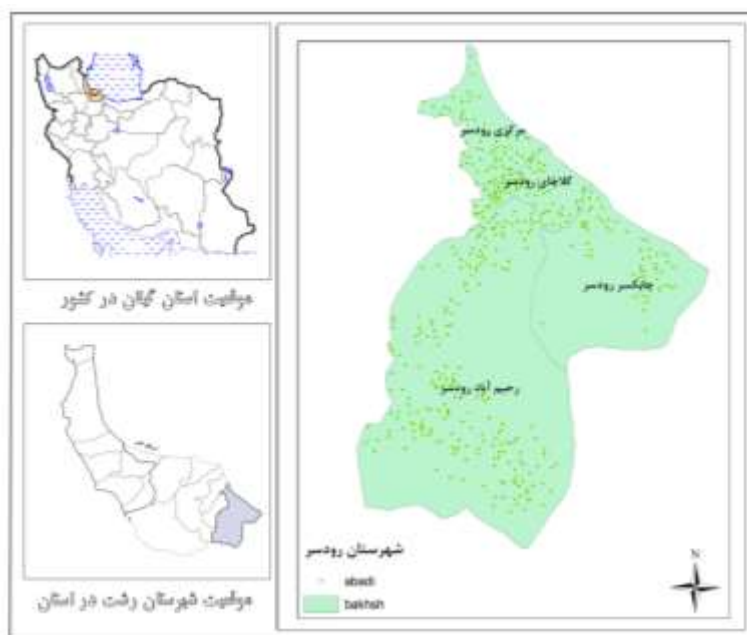 موقعیت استان گیلان در کشور
موقعیت شهرستان رشت در استان
مرکزی رودسر
کلاچای رودسر
چابکسر رودسر
رحیم آباد رودسر
شهرستان رودسر
abadi
bakhsh
N